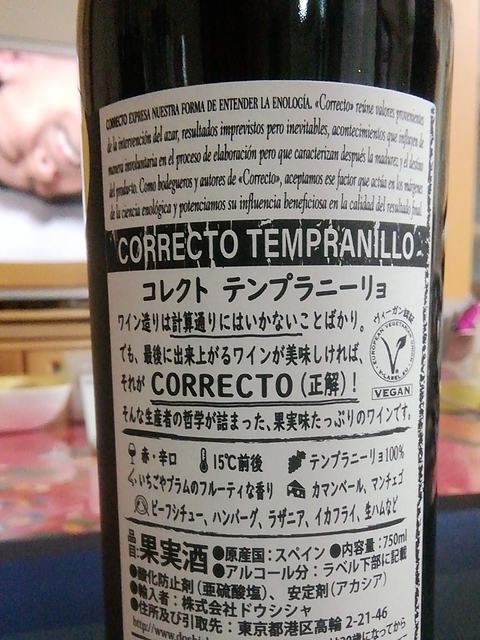 CORRECTO EXPRESA NUESTRA FORMA DE ENTENDER LA ENOLOGÍA. «Correcto» reúne valores provenientes
de la intervención del azar, resultados imprevistos pero inevitables, acontecimientos que influyen de
manera involuntaria en el proceso de elaboración pero que caracterizan después la madurez y el destino
del produc-to. Como bodegueros y autores de «Correcto», aceptamos ese factor que actúa en los márgenes
de la ciencia enológica y potenciamos su influencia beneficiosa en la calidad del resultado final.
CORRECTO TEMPRANILLO
コレクト テンプラニーリョ
ワイン造りは計算通りにはいかないことばかり。
でも、最後に出来上がるワインが美味しければ、
それが CORRECTO (正解)!
そんな生産者の哲学が詰まった、果実味たっぷりのワインです。
ヴィーガン認証
EUROPEAN VEGETARIAN UNION
V-LABEL.EU
VEGAN
赤・辛口 15℃前後 テンプラニーリョ100%
いちごやプラムのフルーティな香り カマンベール、マンチェゴ
ビーフシチュー、ハンバーグ、ラザニア、イカフライ、生ハムなど
品目:果実酒 ●原産国:スペイン ●内容量:750ml
●アルコール分:ラベル下部に記載
●酸化防止剤(亜硫酸塩)、安定剤(アカシア)
●輸入者:株式会社ドウシシャ
●住所及び引取先:東京都港区高輪 2-21-46